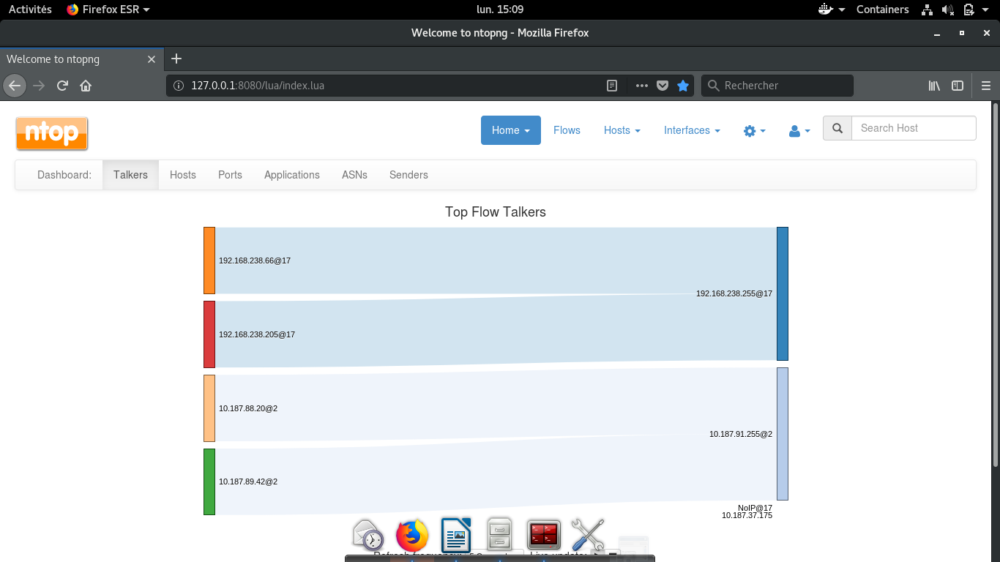 Activités Firefox ESR lun. 15:09 Containers
Welcome to ntopng - Mozilla Firefox
Welcome to ntopng
127.0.0.1:8080/lua/index.lua Rechercher
ntop Home Flows Hosts Interfaces Search Host
Dashboard: Talkers Hosts Ports Applications ASNs Senders
Top Flow Talkers
192.168.238.66@17
192.168.238.255@17
192.168.238.205@17
10.187.88.20@2
10.187.91.255@2
10.187.89.42@2
NoIP@17
10.187.37.175